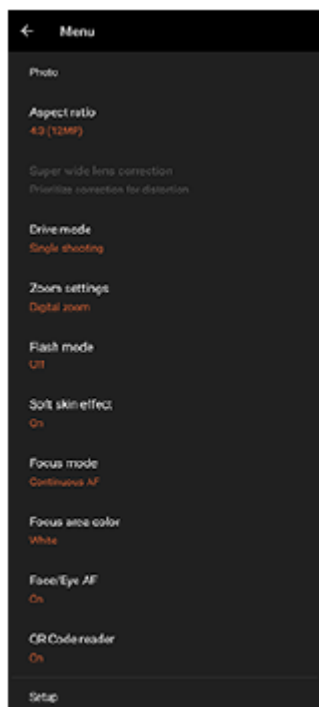 ← Menu
Photo
Aspect ratio
4:3 (12MP)
Super wide lens correction
Prioritize correction for distortion
Drive mode
Single shooting
Zoom settings
Digital zoom
Flash mode
Off
Soft skin effect
On
Focus mode
Continuous AF
Focus area color
White
Face/Eye AF
On
QR Code reader
On
Setup